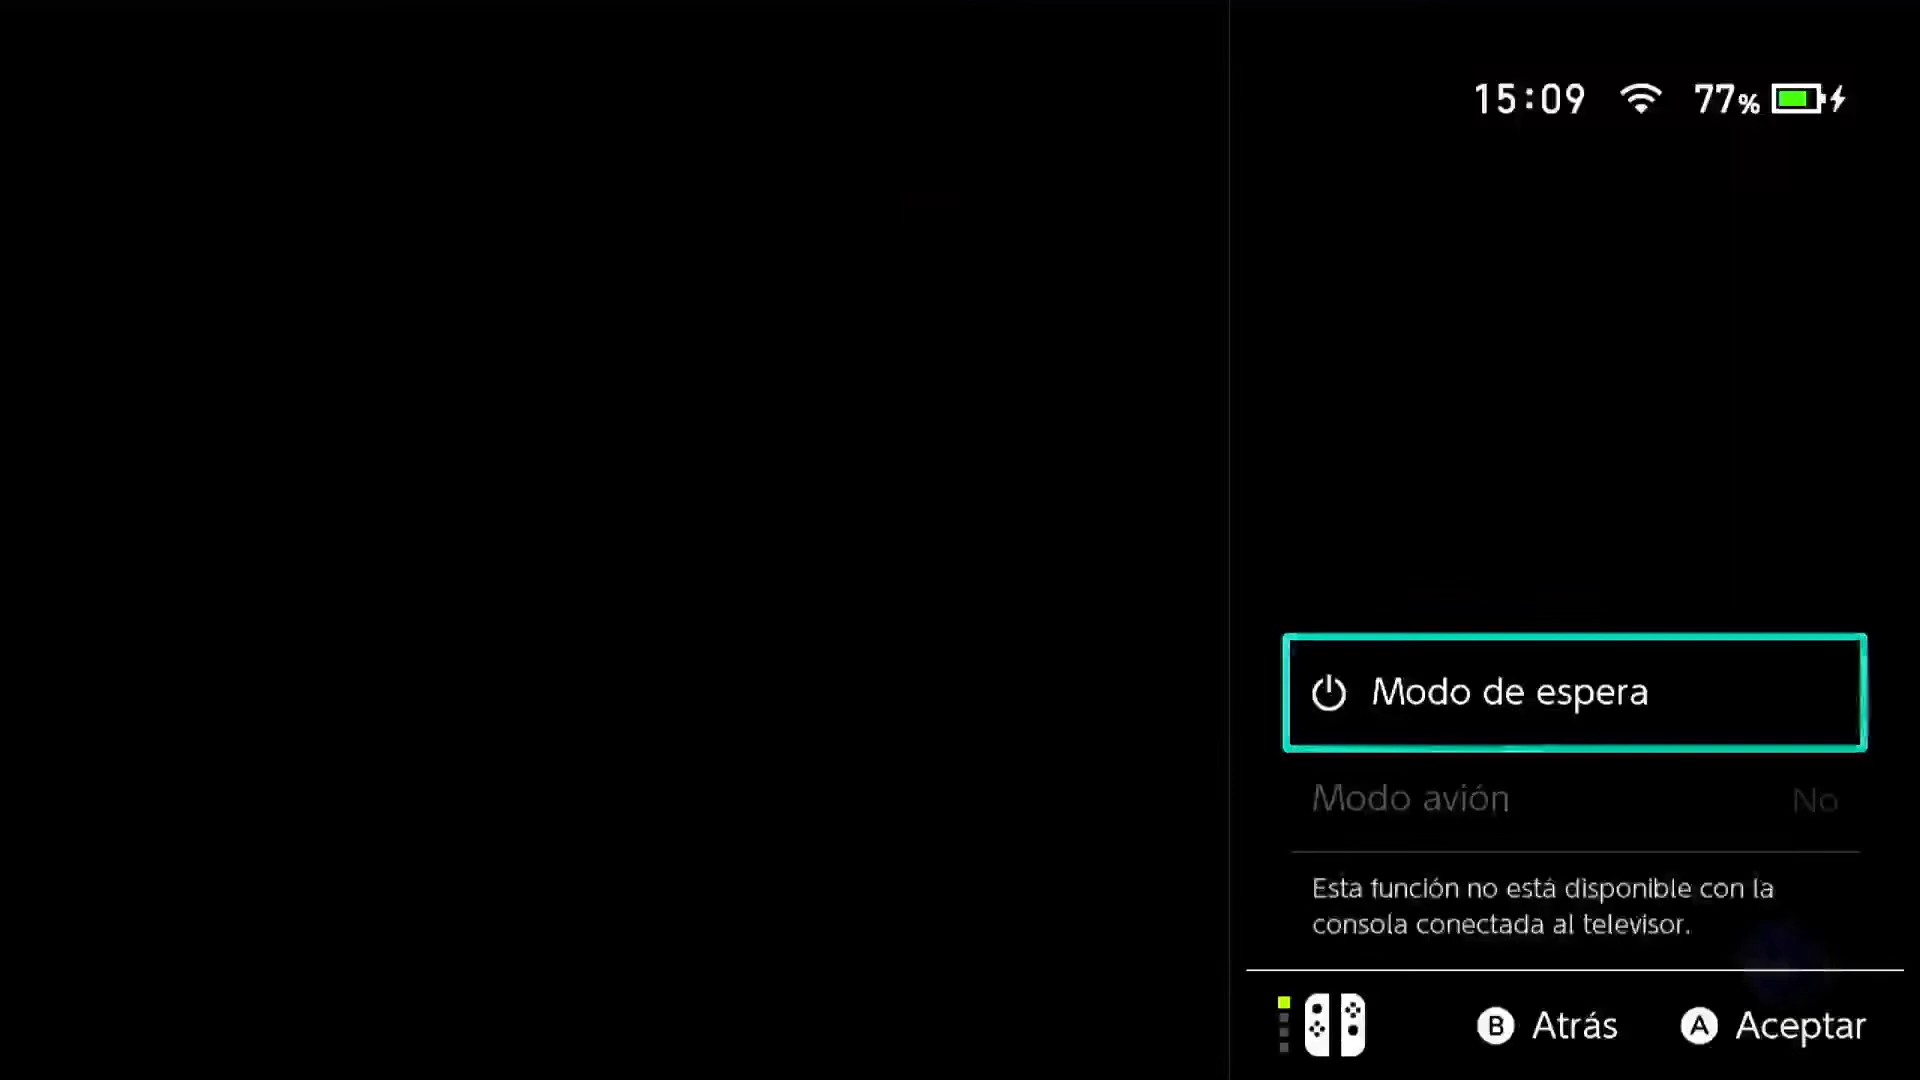 15:09 77%
Modo de espera
Modo avión No
Esta función no está disponible con la
consola conectada al televisor.
B Atrás A Aceptar